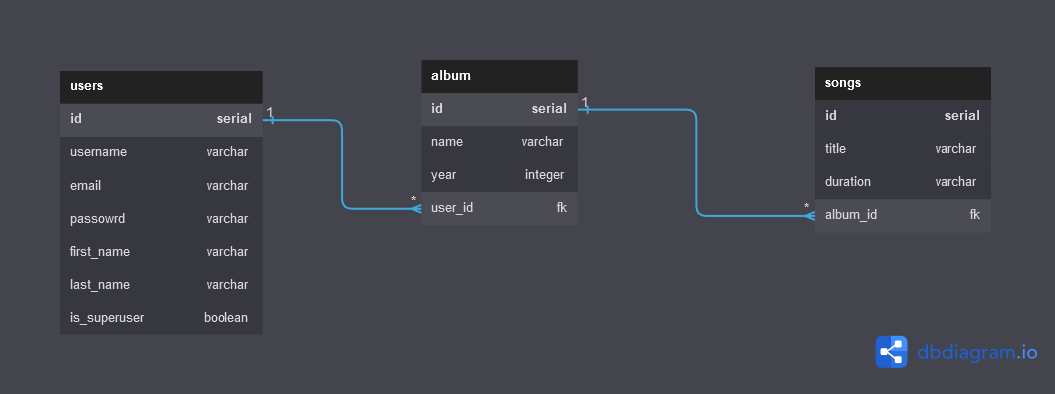 users
id serial
username varchar
email varchar
passowrd varchar
first_name varchar
last_name varchar
is_superuser boolean
1
*
album
id serial
name varchar
year integer
user_id fk
1
*
songs
id serial
title varchar
duration varchar
album_id fk
dbdiagram.io